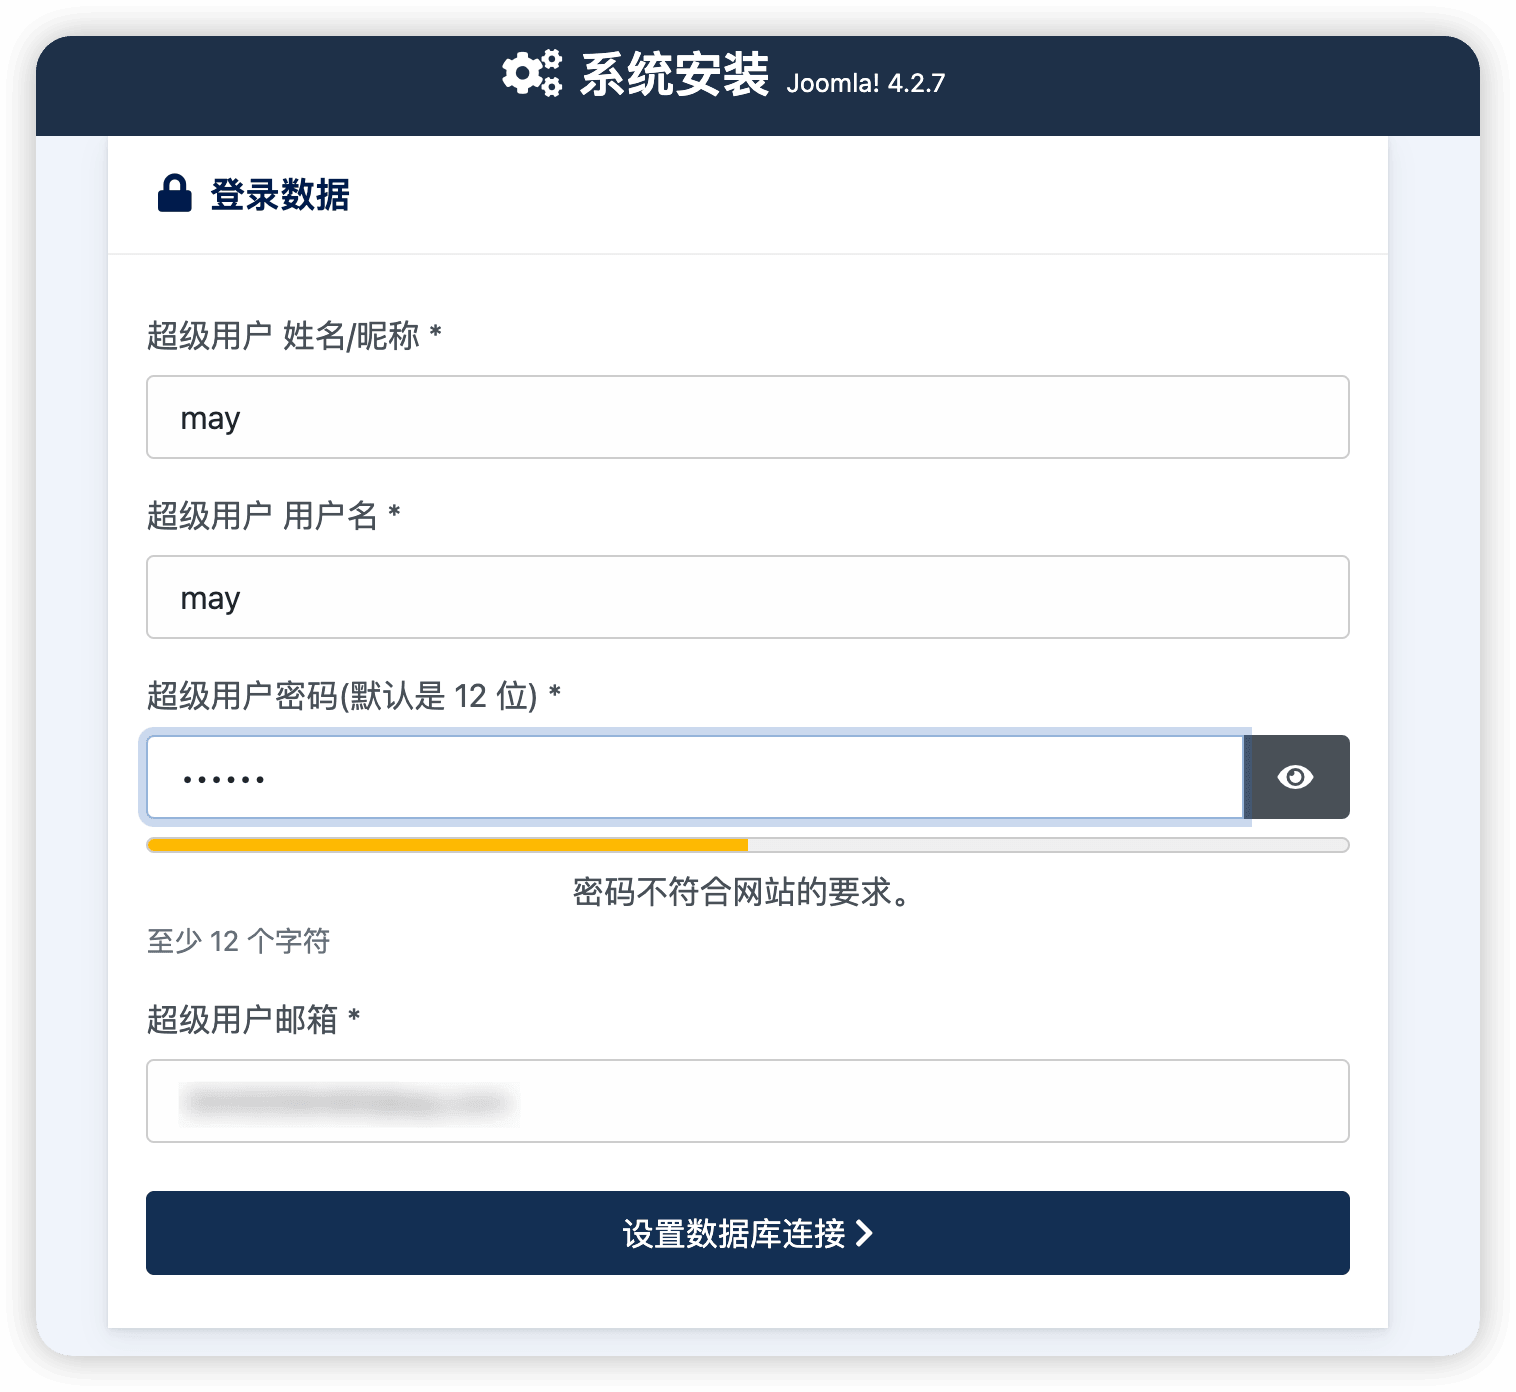 系统安装 Joomla! 4.2.7
登录数据
超级用户 姓名/昵称 *
may
超级用户 用户名 *
may
超级用户密码(默认是 12 位) *
••••••
密码不符合网站的要求。
至少 12 个字符
超级用户邮箱 *
设置数据库连接